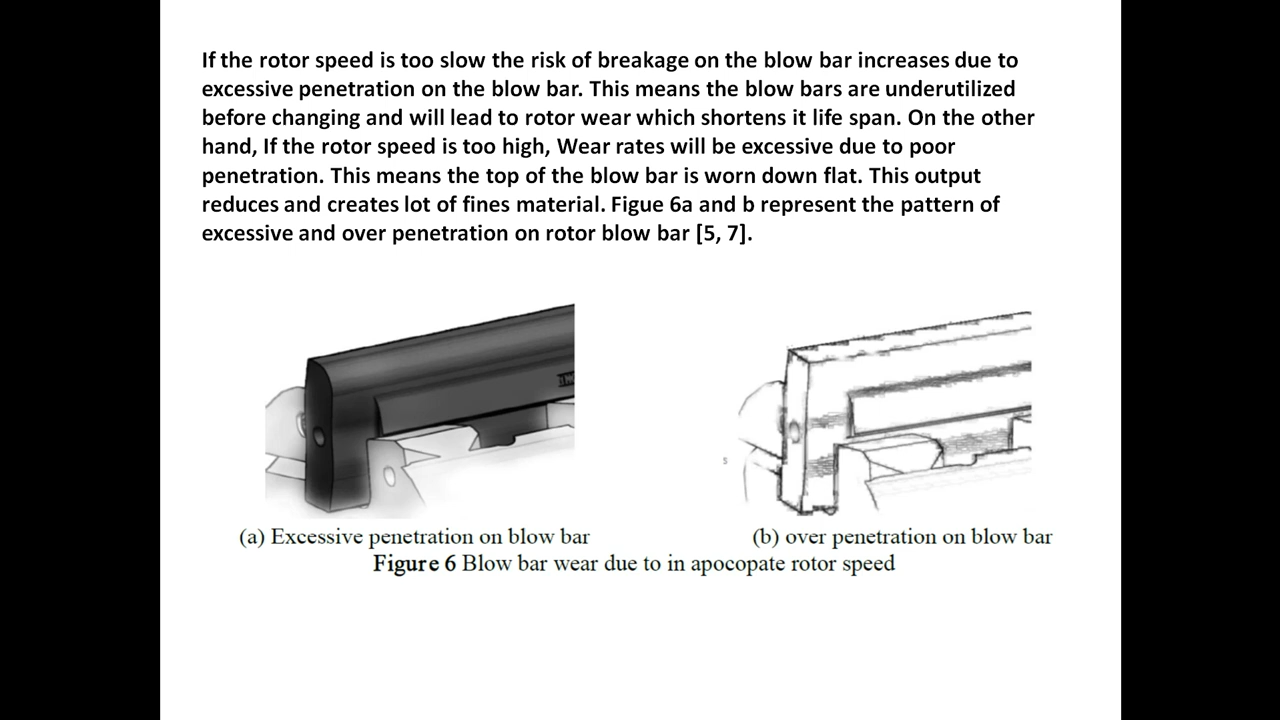 If the rotor speed is too slow the risk of breakage on the blow bar increases due to
excessive penetration on the blow bar. This means the blow bars are underutilized
before changing and will lead to rotor wear which shortens it life span. On the other
hand, If the rotor speed is too high, Wear rates will be excessive due to poor
penetration. This means the top of the blow bar is worn down flat. This output
reduces and creates lot of fines material. Figue 6a and b represent the pattern of
excessive and over penetration on rotor blow bar [5, 7].
s
(a) Excessive penetration on blow bar
(b) over penetration on blow bar
Figure 6 Blow bar wear due to in apocopate rotor speed